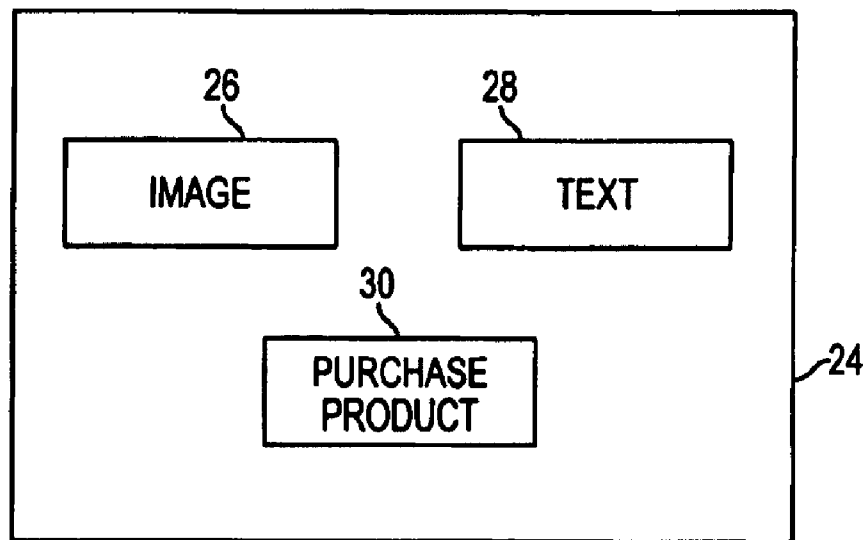 26
28
IMAGE
TEXT
30
PURCHASE
PRODUCT
24